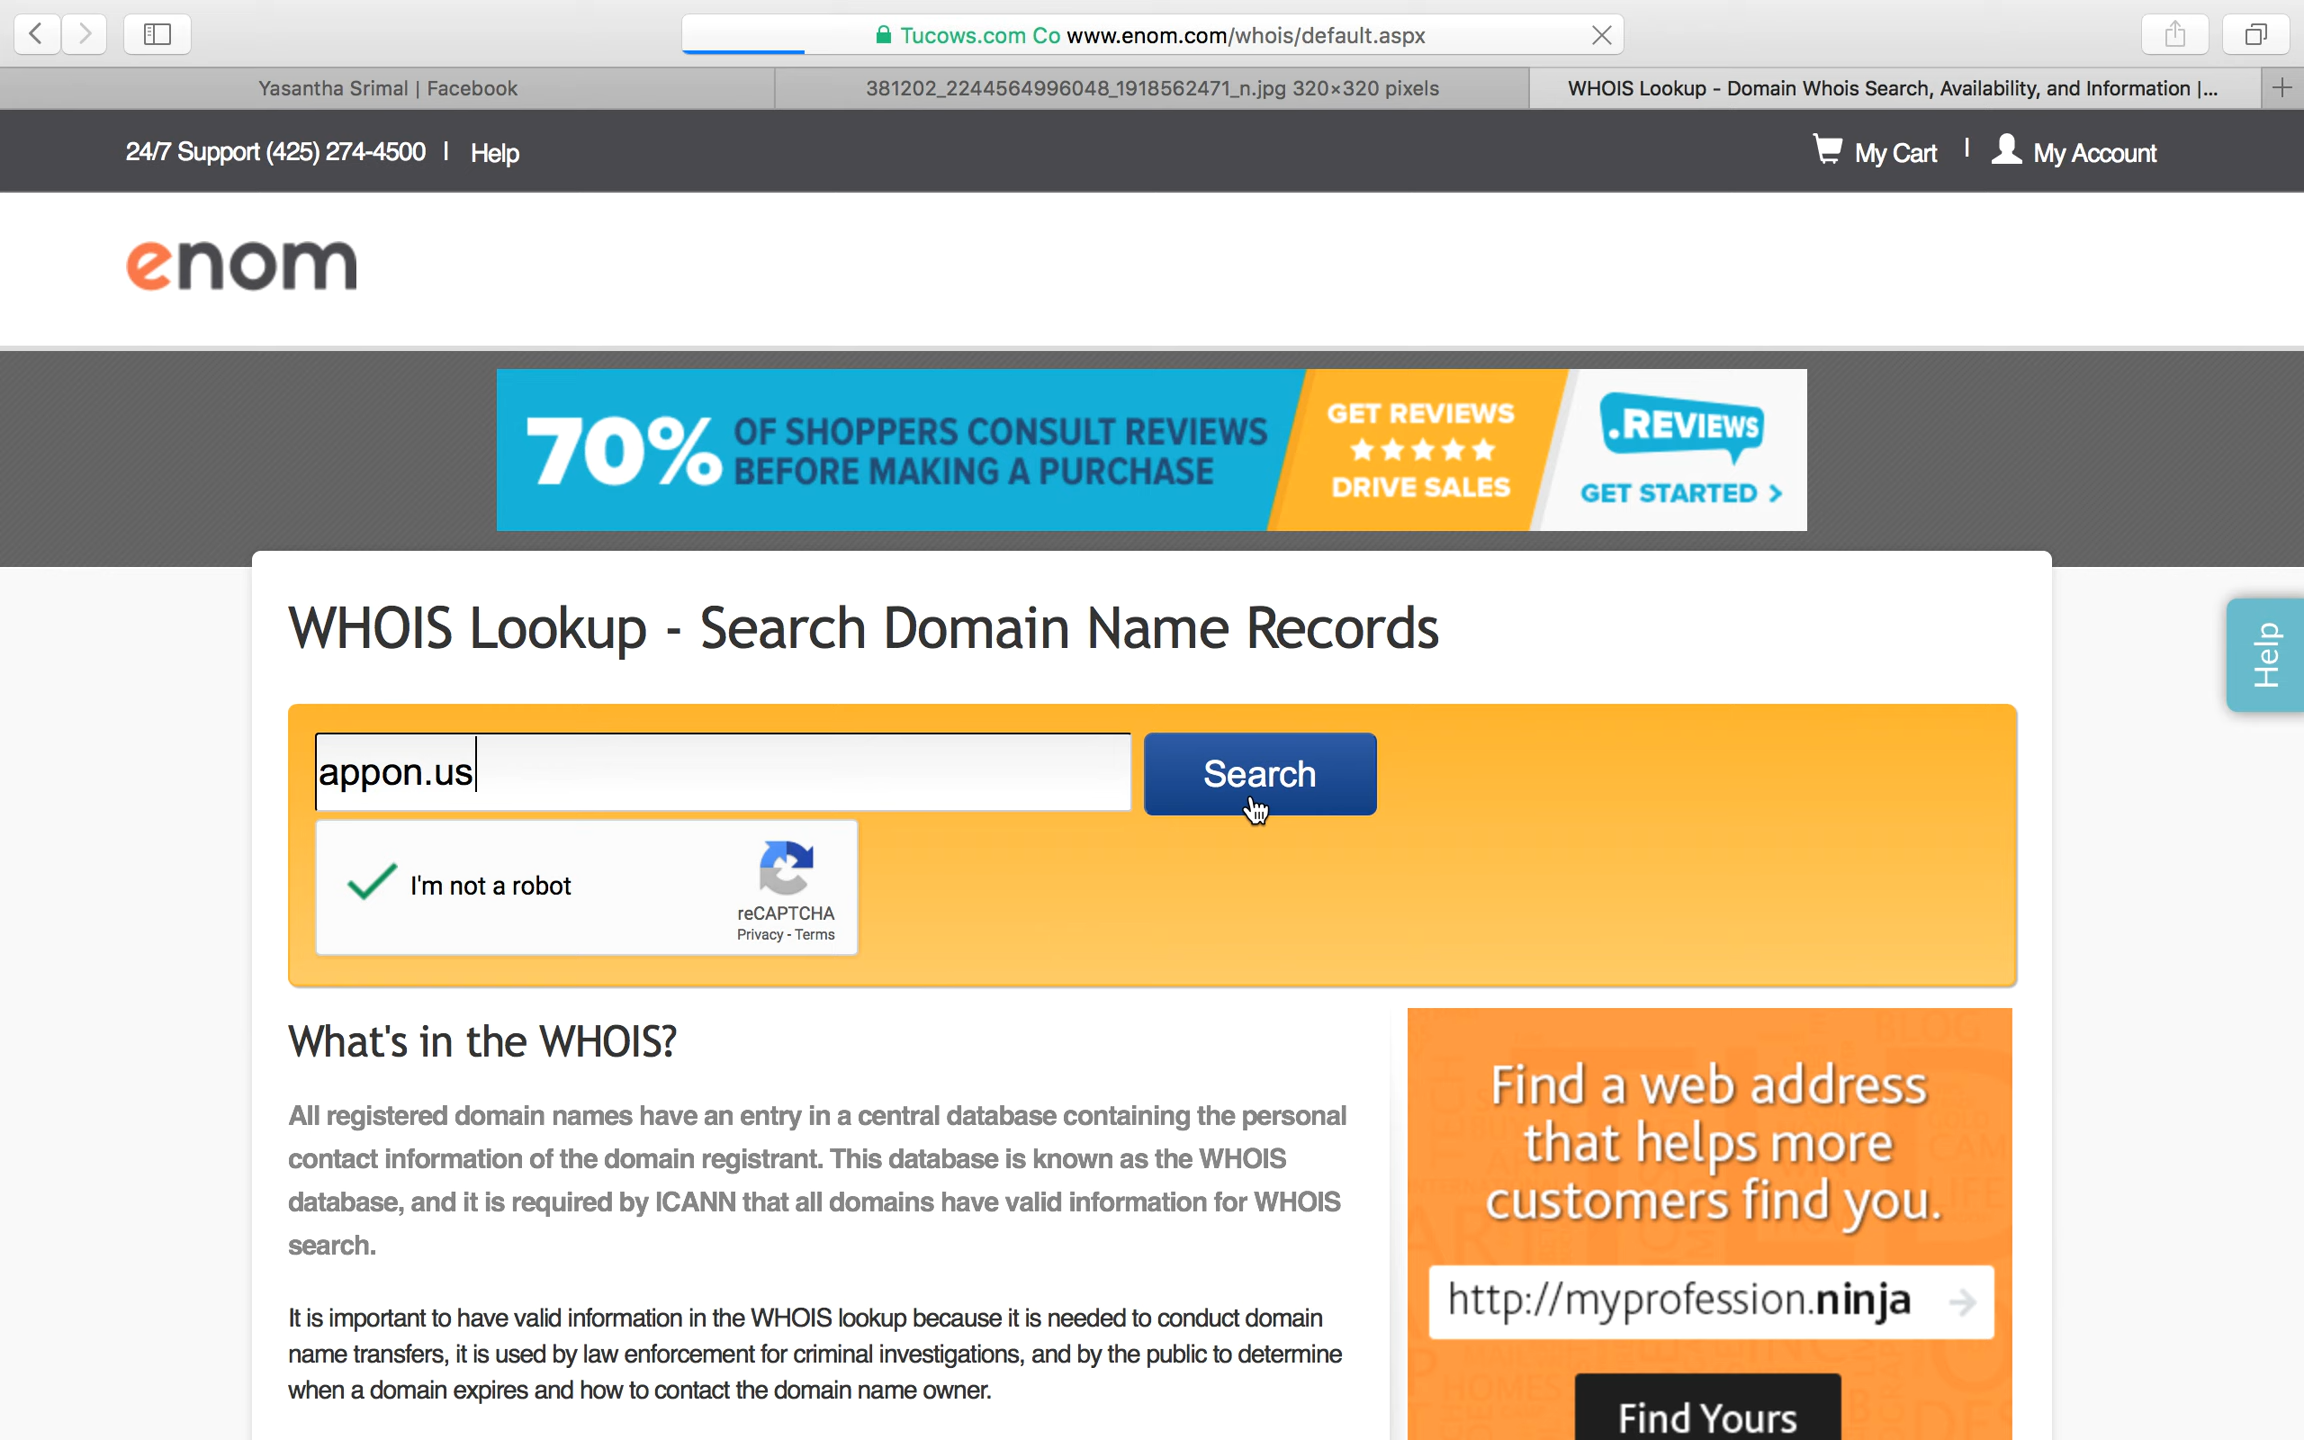 Tucows.com Co www.enom.com/whois/default.aspx
Yasantha Srimal | Facebook
381202_2244564996048_1918562471_n.jpg 320×320 pixels
WHOIS Lookup - Domain Whois Search, Availability, and Information |...
24/7 Support (425) 274-4500 | Help
My Cart | My Account
enom
70% OF SHOPPERS CONSULT REVIEWS
BEFORE MAKING A PURCHASE
GET REVIEWS
DRIVE SALES
.REVIEWS
GET STARTED >
Help
WHOIS Lookup - Search Domain Name Records
appon.us
Search
I'm not a robot
reCAPTCHA
Privacy - Terms
What's in the WHOIS?
All registered domain names have an entry in a central database containing the personal
contact information of the domain registrant. This database is known as the WHOIS
database, and it is required by ICANN that all domains have valid information for WHOIS
search.
It is important to have valid information in the WHOIS lookup because it is needed to conduct domain
name transfers, it is used by law enforcement for criminal investigations, and by the public to determine
when a domain expires and how to contact the domain name owner.
Find a web address
that helps more
customers find you.
http://myprofession.ninja
Find Yours